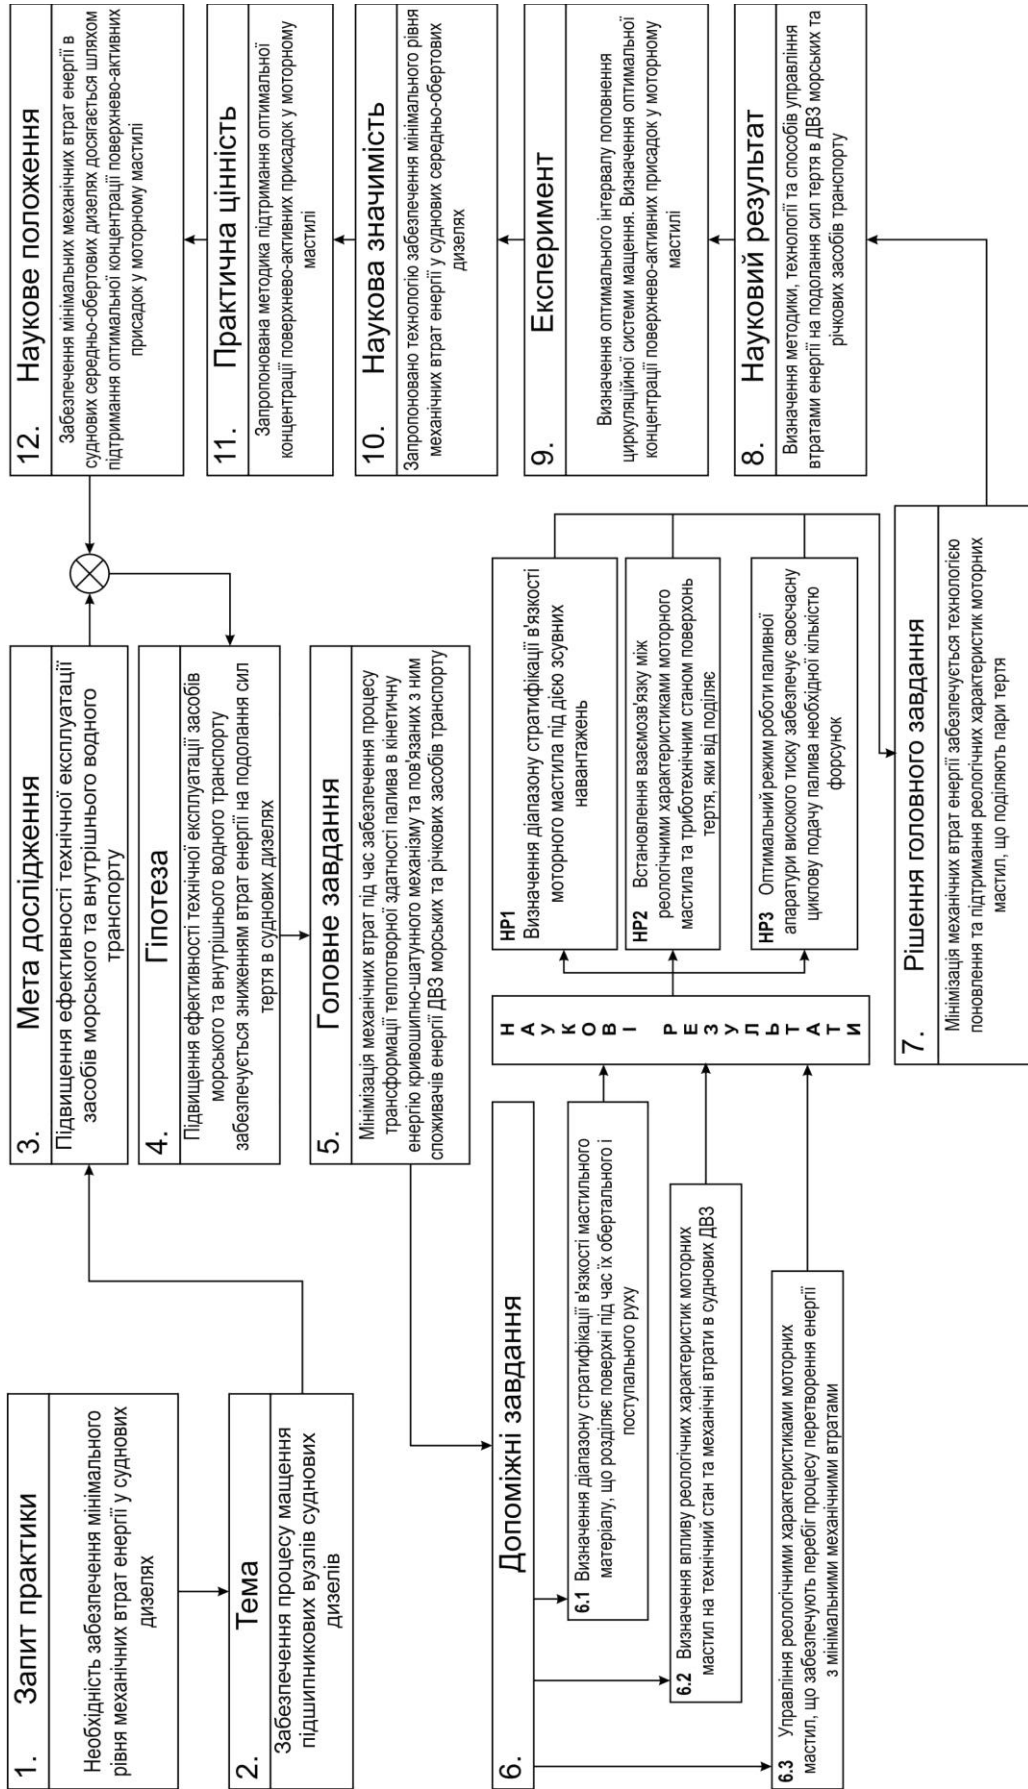 1. Запит практики
Необхідність забезпечення мінімального
рівня механічних втрат енергії у суднових
дизелях
2. Тема
Забезпечення процесу мащення
підшипникових вузлів суднових
дизелів
3. Мета дослідження
Підвищення ефективності технічної експлуатації
засобів морського та внутрішнього водного
транспорту
4. Гіпотеза
Підвищення ефективності технічної експлуатації засобів
морського та внутрішнього водного транспорту
забезпечується зниженням втрат енергії на подолання сил
тертя в суднових дизелях
5. Головне завдання
Мінімізація механічних втрат під час забезпечення процесу
трансформації теплотворної здатності палива в кінетичну
енергію кривошипно-шатунного механізму та пов'язаних з ним
споживачів енергії ДВЗ морських та річкових засобів транспорту
6. Допоміжні завдання
6.1 Визначення діапазону стратифікації в'язкості мастильного
матеріалу, що розділяє поверхні під час їх обертального і
поступального руху
6.2 Визначення впливу реологічних характеристик моторних
мастил на технічний стан та механічні втрати в суднових ДВЗ
6.3 Управління реологічними характеристиками моторних
мастил, що забезпечують перебіг процесу перетворення енергії
з мінімальними механічними втратами
НАУКОВІ РЕЗУЛЬТАТИ
НР1
Визначення діапазону стратифікації в'язкості
моторного мастила під дією зсувних
навантажень
НР2 Встановлення взаємозв'язку між
реологічними характеристиками моторного
мастила та триботехнічним станом поверхонь
тертя, яки від поділяє
НР3 Оптимальний режим роботи паливної
апаратури високого тиску забезпечує своєчасну
циклову подачу палива необхідної кількістю
форсунок
7. Рішення головного завдання
Мінімізація механічних втрат енергії забезпечується технологією
поновлення та підтримання реологічних характеристик моторних
мастил, що поділяють пари тертя
8. Науковий результат
Визначення методики, технології та способів управління
втратами енергії на подолання сил тертя в ДВЗ морських та
річкових засобів транспорту
9. Експеримент
Визначення оптимального інтервалу поповнення
циркуляційної системи мащення. Визначення оптимальної
концентрації поверхнево-активних присадок у моторному
мастилі
10. Наукова значимість
Запропоновано технологію забезпечення мінімального рівня
механічних втрат енергії у суднових середньо-обертових
дизелях
11. Практична цінність
Запропонована методика підтримання оптимальної
концентрації поверхнево-активних присадок у моторному
мастилі
12. Наукове положення
Забезпечення мінімальних механічних втрат енергії в
суднових середньо-обертових дизелях досягається шляхом
підтримання оптимальної концентрації поверхнево-активних
присадок у моторному мастилі